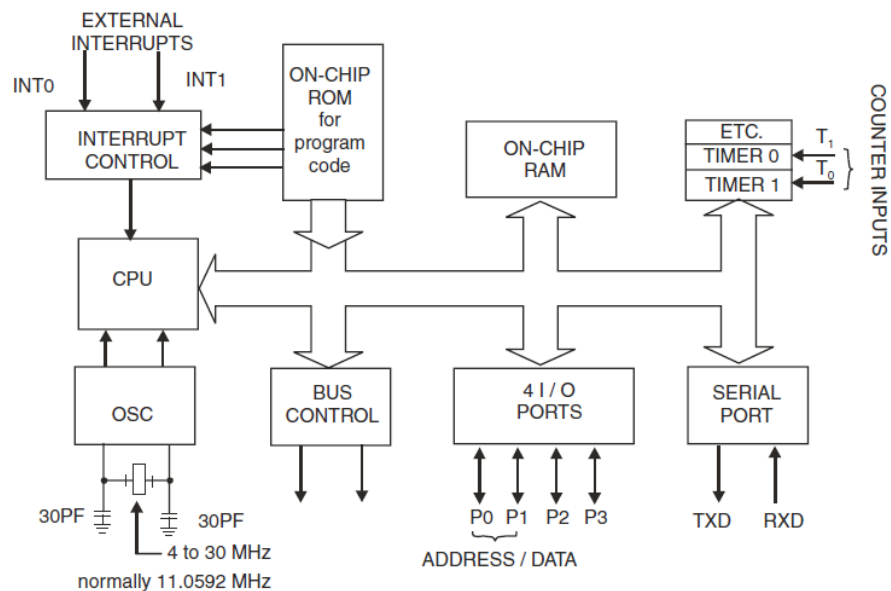 EXTERNAL
INTERRUPTS
INT0
INT1
INTERRUPT
CONTROL
ON-CHIP
ROM
for
program
code
ON-CHIP
RAM
ETC.
TIMER 0
TIMER 1
T1
T0
COUNTER INPUTS
CPU
OSC
BUS
CONTROL
4 I / O
PORTS
SERIAL
PORT
30PF
30PF
4 to 30 MHz
normally 11.0592 MHz
P0 P1 P2 P3
ADDRESS / DATA
TXD RXD